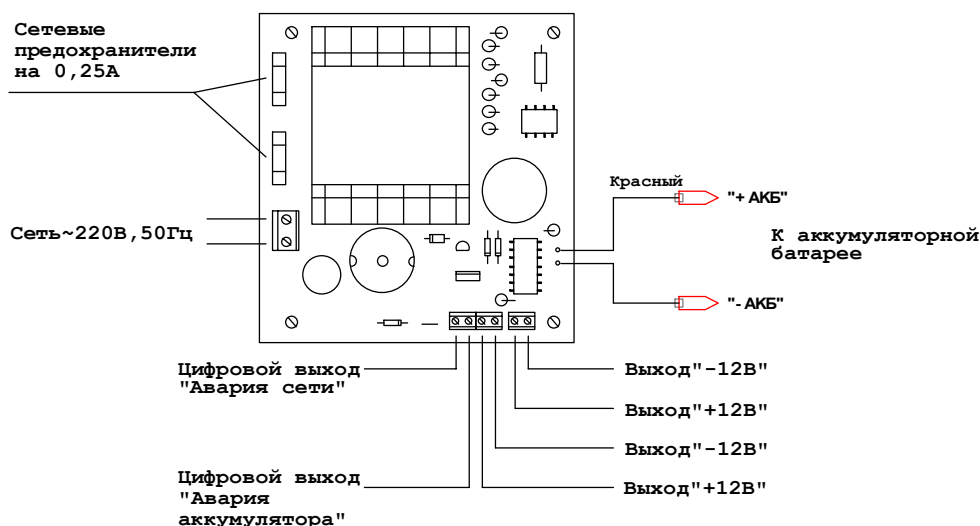 Сетевые
предохранители
на 0,25А
Сеть~220В,50Гц
Красный
"+АКБ"
К аккумуляторной
батарее
"-АКБ"
Цифровой выход
"Авария сети"
Выход"-12В"
Выход"+12В"
Выход"-12В"
Цифровой выход
"Авария
аккумулятора"
Выход"+12В"